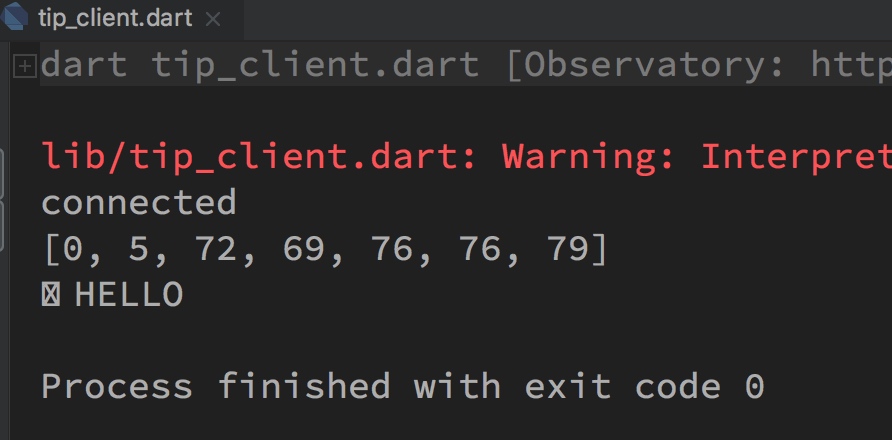 tip_client.dart
dart tip_client.dart [Observatory: http
lib/tip_client.dart: Warning: Interpret
connected
[0, 5, 72, 69, 76, 76, 79]
HELLO
Process finished with exit code 0